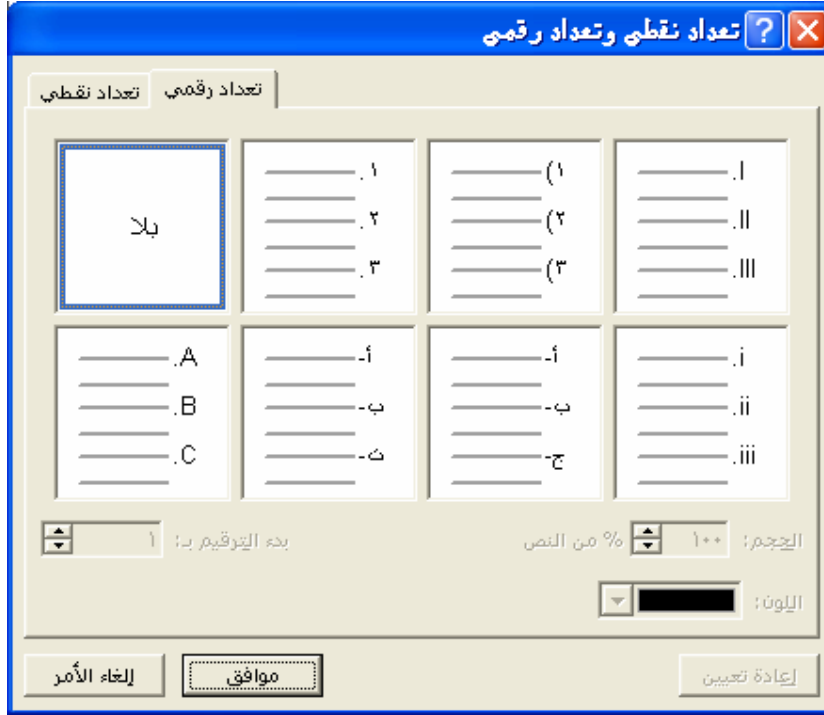 تعداد نقطي وتعداد رقمي
تعداد رقمي
تعداد نقطي
بلا
١.
٢.
٣.
١)
٢)
٣)
I.
II.
III.
A.
B.
C.
أ-
ب-
ت-
أ-
ب-
ج-
i.
ii.
iii.
الحجم: ١٠٠ % من النص
بدء الترقيم بـ: ١
اللون:
إعادة تعيين
موافق
إلغاء الأمر